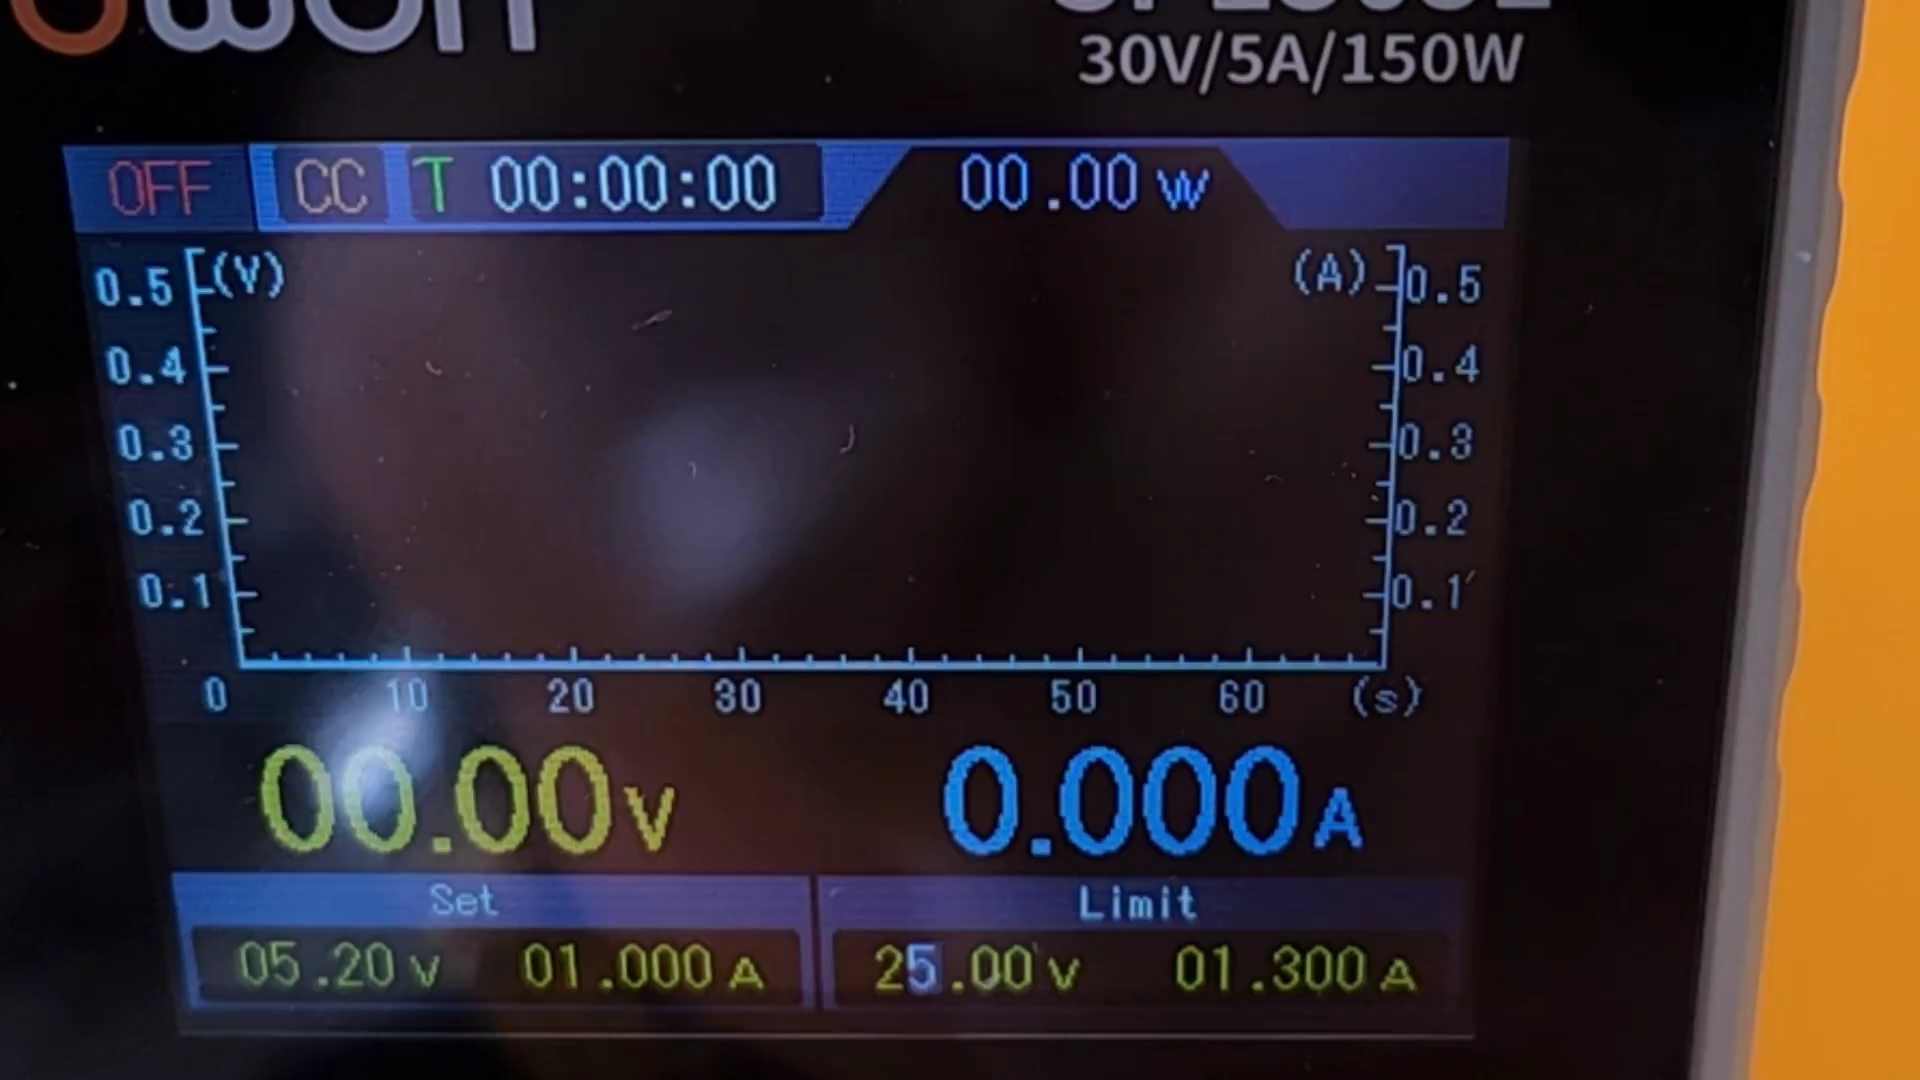 owon
30V/5A/150W
OFF CC T 00:00:00 00.00 W
(V) (A)
0.5 0.5
0.4 0.4
0.3 0.3
0.2 0.2
0.1 0.1
0 10 20 30 40 50 60 (s)
00.00 V 0.000 A
Set Limit
05.20 V 01.000 A 25.00 V 01.300 A